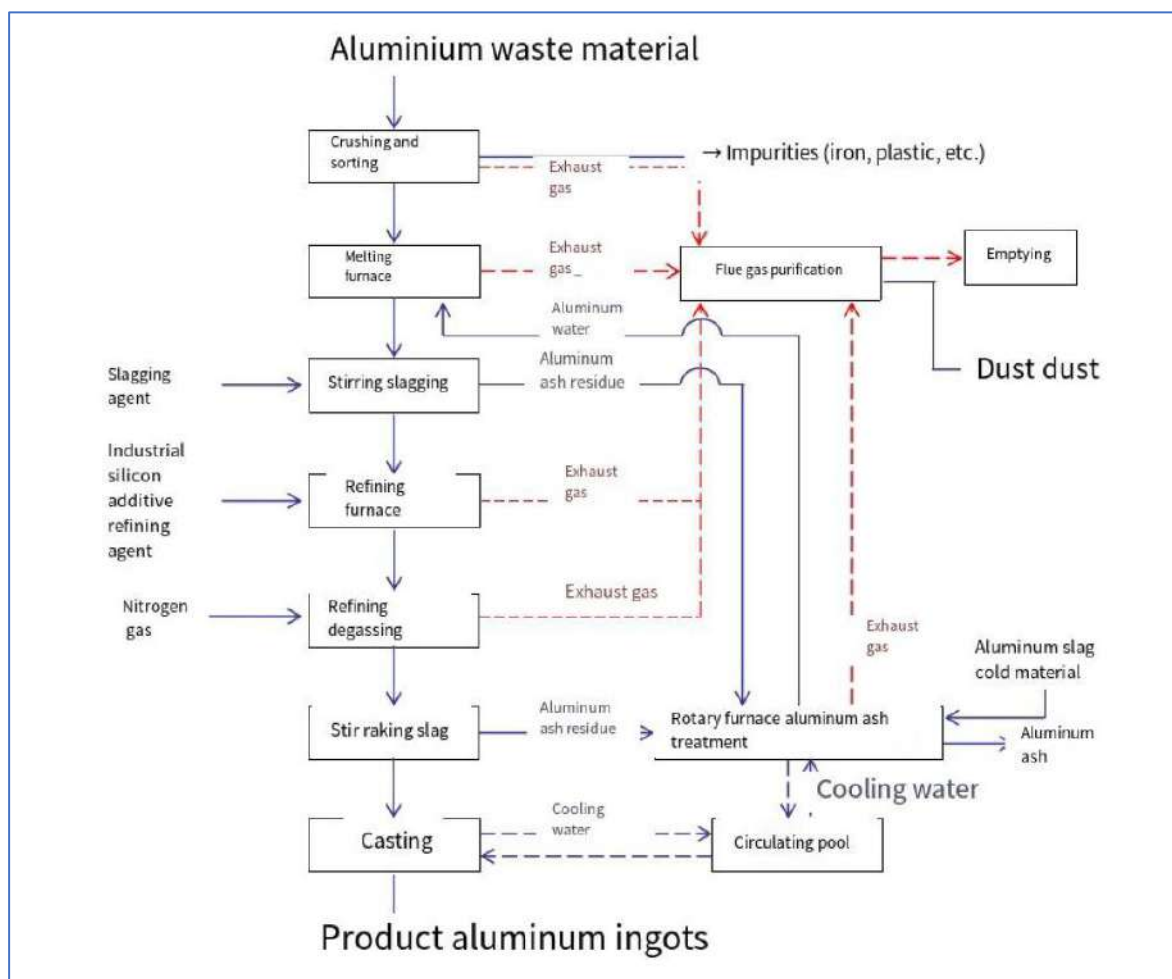 Aluminium waste material
Crushing and
sorting
→ Impurities (iron, plastic, etc.)
Exhaust
gas
Melting
furnace
Exhaust
gas_
Flue gas purification
Emptying
Aluminum
water
Slagging
agent
Stirring slagging
Aluminum
ash residue
Dust dust
Industrial
silicon
additive
refining
agent
Refining
furnace
Exhaust
gas
Nitrogen
gas
Refining
degassing
Exhaust gas
Exhaust
gas
Aluminum slag
cold material
Stir raking slag
Aluminum
ash residue
Rotary furnace aluminum ash
treatment
Aluminum
ash
Cooling water
Casting
Cooling
water
Circulating pool
Product aluminum ingots